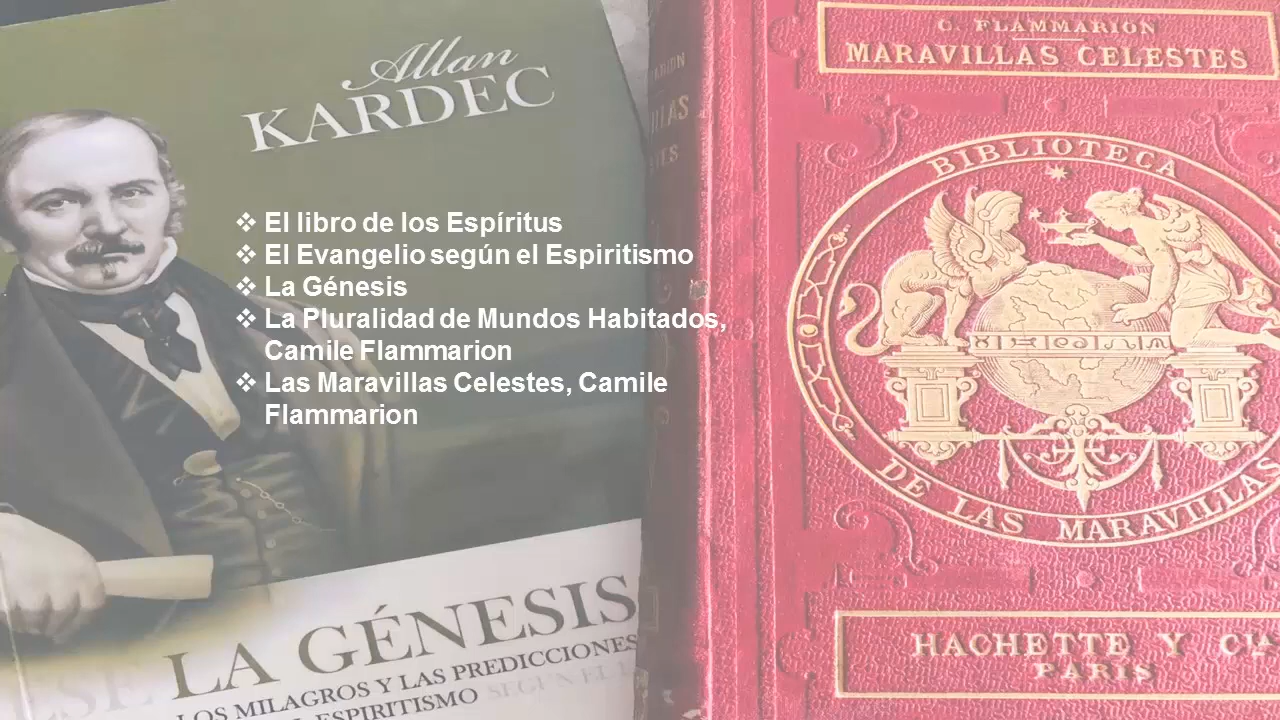 Allan
KARDEC
❖ El libro de los Espíritus
❖ El Evangelio según el Espiritismo
❖ La Génesis
❖ La Pluralidad de Mundos Habitados,
Camile Flammarion
❖ Las Maravillas Celestes, Camile
Flammarion
LA GÉNESIS
LOS MILAGROS Y LAS PREDICCIONES
ESPIRITISMO
C. FLAMMARION
MARAVILLAS CELESTES
BIBLIOTECA
DE LAS MARAVILLAS
HACHETTE Y Cía
PARIS